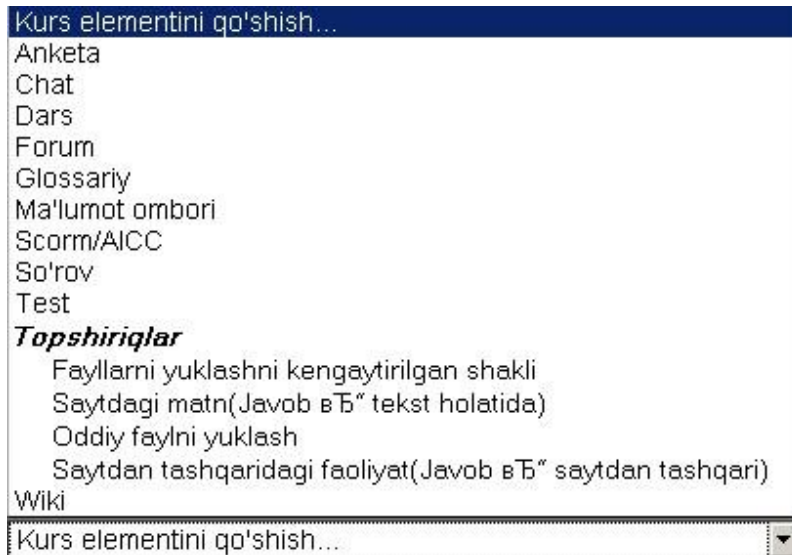 Kurs elementini qo'shish...
Anketa
Chat
Dars
Forum
Glossariy
Ma'lumot ombori
Scorm/AICC
So'rov
Test
Topshiriqlar
Fayllarni yuklashni kengaytirilgan shakli
Saytdagi matn(Javob вЂ“ tekst holatida)
Oddiy faylni yuklash
Saytdan tashqaridagi faoliyat(Javob вЂ“ saytdan tashqari)
Wiki
Kurs elementini qo'shish...